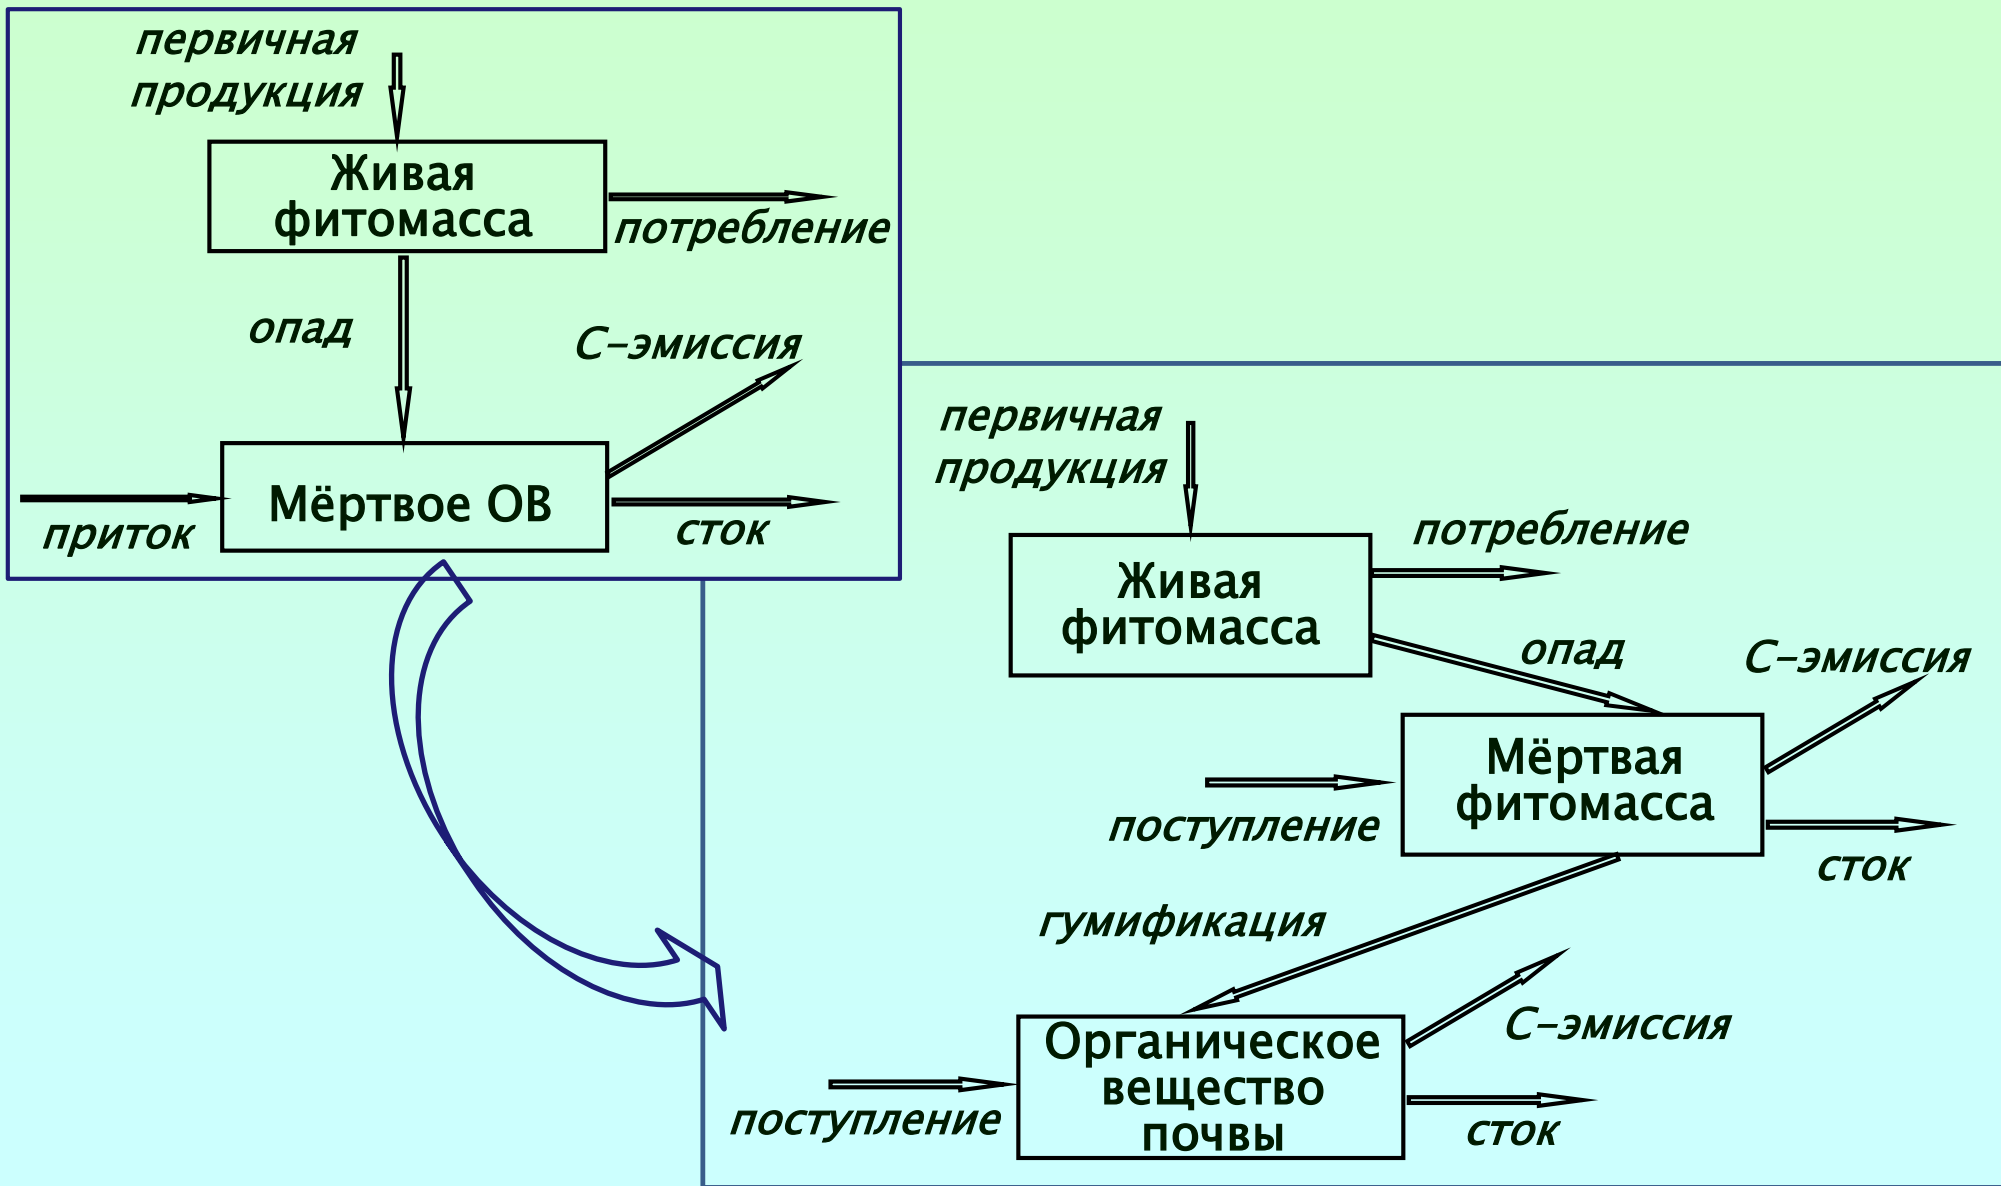 первичная
продукция
Живая
фитомасса
потребление
опад
С-эмиссия
Мёртвое ОВ
приток
сток
первичная
продукция
потребление
Живая
фитомасса
опад
С-эмиссия
Мёртвая
фитомасса
поступление
сток
гумификация
С-эмиссия
Органическое
вещество
почвы
поступление
сток